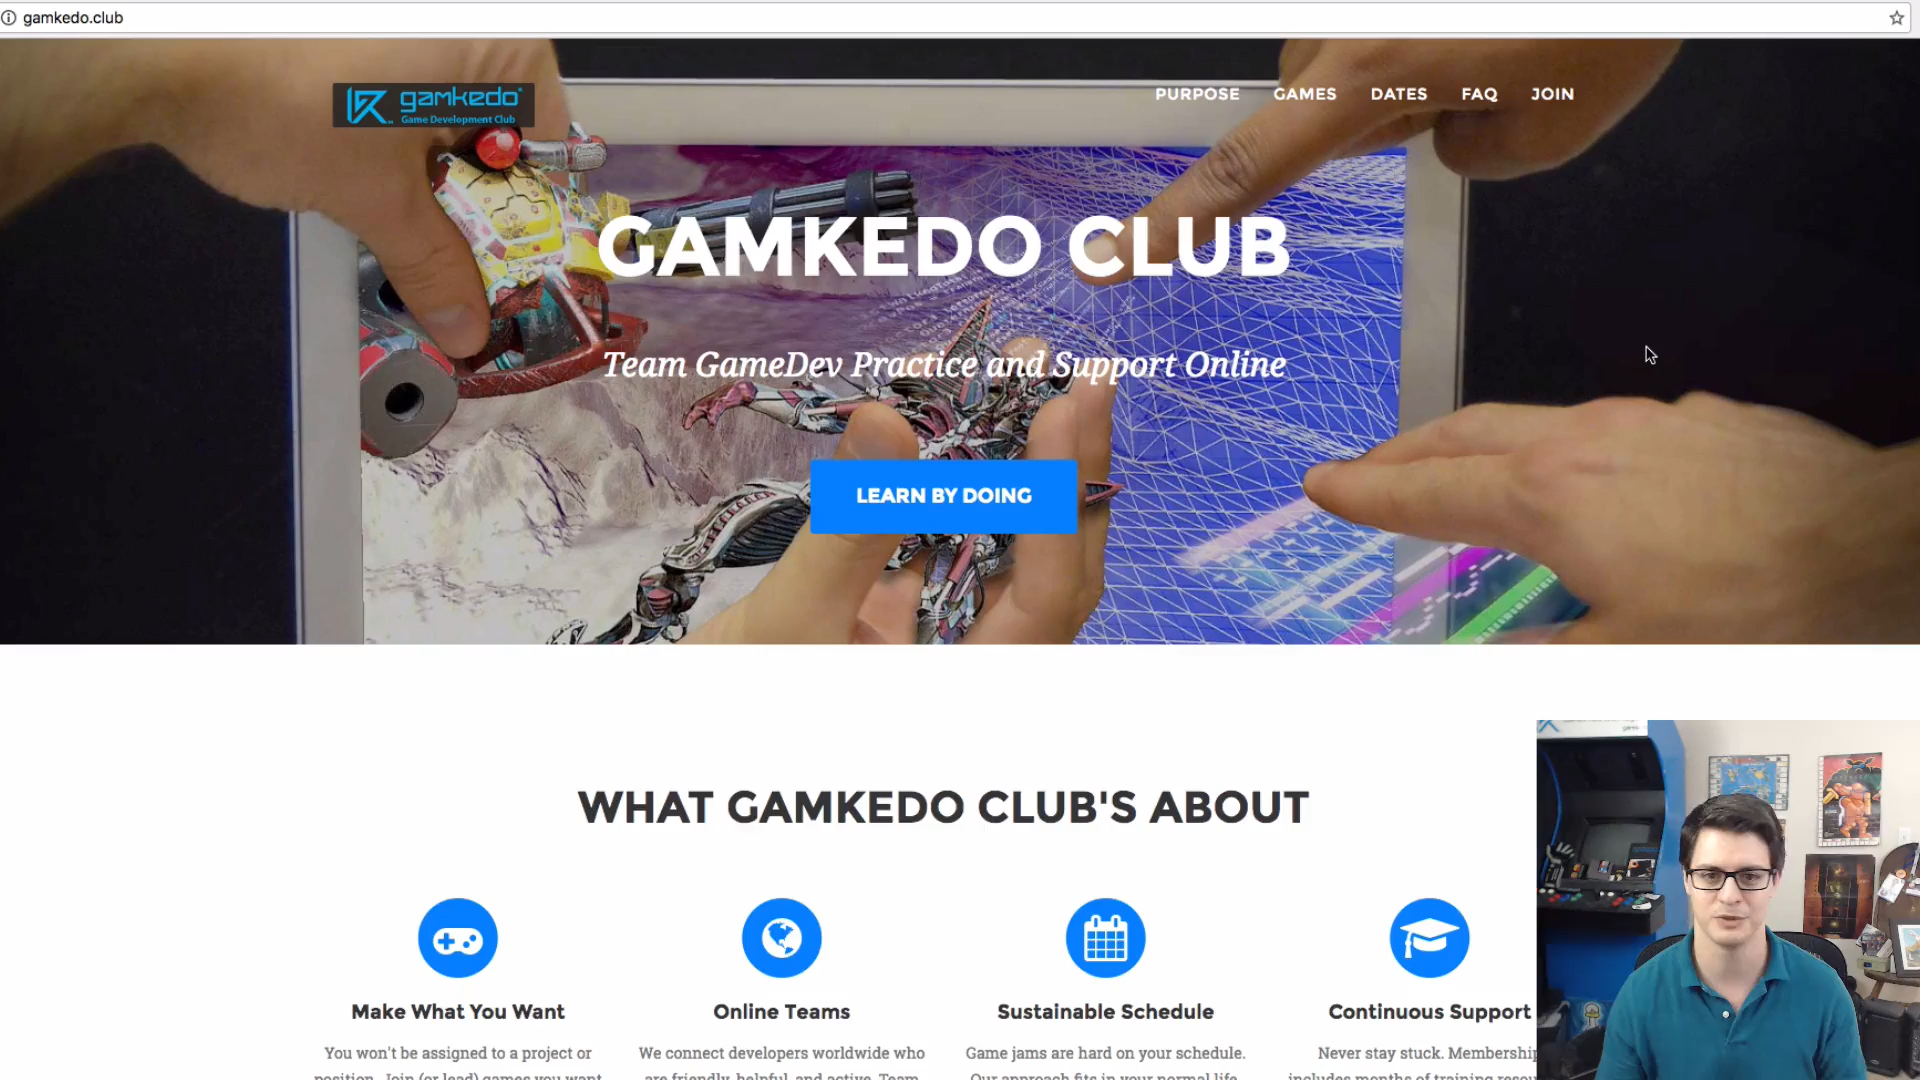 gamkedo.club
gamkedo
Game Development Club
PURPOSE GAMES DATES FAQ JOIN
GAMKEDO CLUB
Team GameDev Practice and Support Online
LEARN BY DOING
WHAT GAMKEDO CLUB'S ABOUT
Make What You Want
You won't be assigned to a project or
position. Join (or lead) games you want
Online Teams
We connect developers worldwide who
are friendly, helpful, and active. Team
Sustainable Schedule
Game jams are hard on your schedule.
Our approach fits in your normal life
Continuous Support
Never stay stuck. Membership
includes months of training